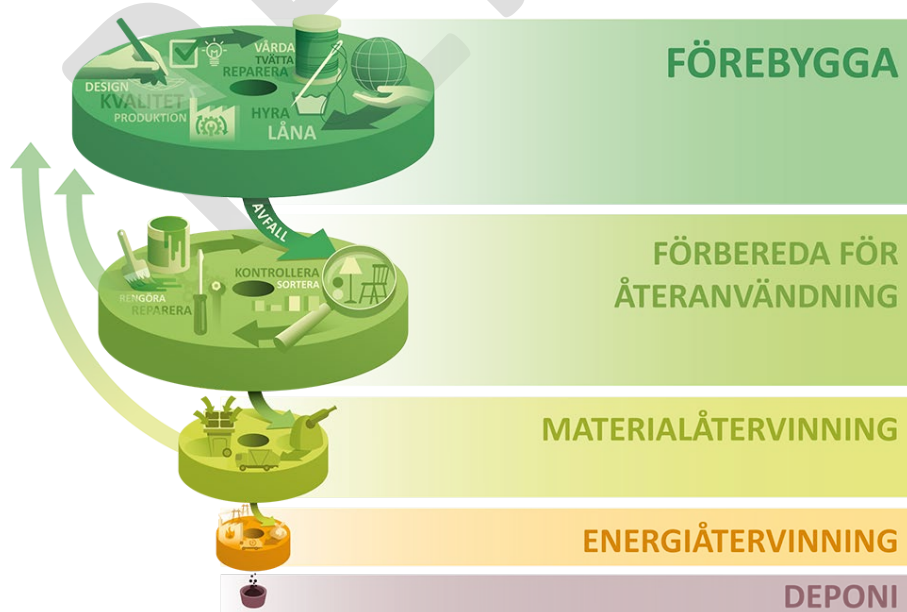 FÖREBYGGA
VÅRDA
TVÄTTA
REPARERA
DESIGN
KVALITET
PRODUKTION
HYRA
LÅNA
AVFALL
FÖRBEREDA FÖR
ÅTERANVÄNDNING
KONTROLLERA
SORTERA
RENGÖRA
REPARERA
MATERIALÅTERVINNING
ENERGIÅTERVINNING
DEPONI